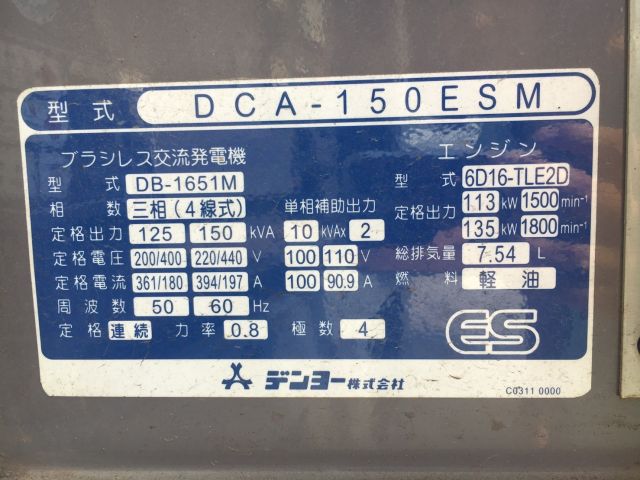 型式 DCA-150ESM
ブラシレス交流発電機
型式 DB-1651M
相数 三相(4線式) 単相補助出力
定格出力 125 150 kVA 10 kVAx 2
定格電圧 200/400 220/440 V 100 110 V
定格電流 361/180 394/197 A 100 90.9 A
周波数 50 60 Hz
定格 連続 力率 0.8 極数 4
エンジン
型式 6D16-TLE2D
定格出力 113 kW 1500 min⁻¹
135 kW 1800 min⁻¹
総排気量 7.54 L
燃料 軽油
ES
デンヨー株式会社
C0311 0000